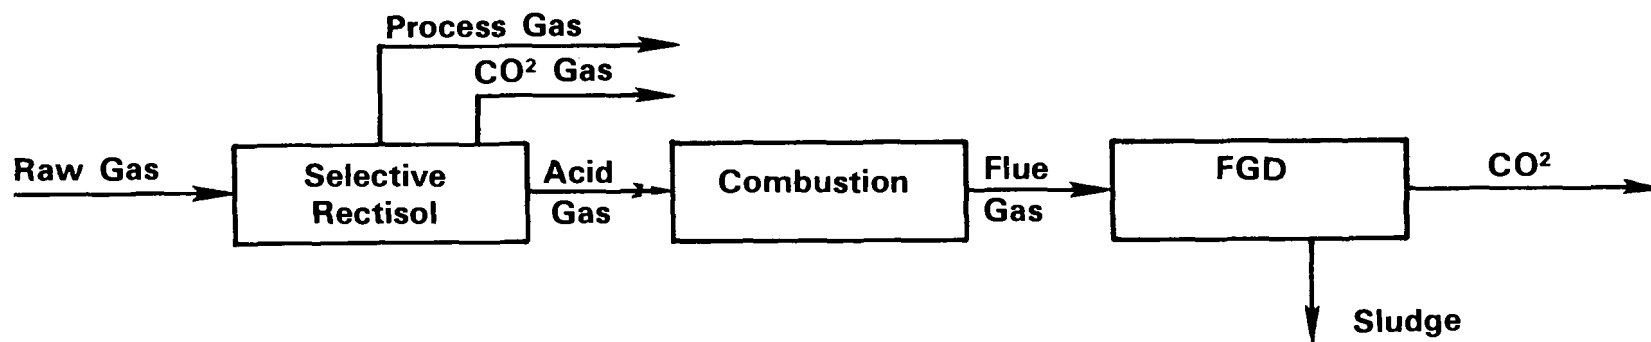 Process Gas
CO² Gas
Raw Gas
Selective
Rectisol
Acid
Gas
Combustion
Flue
Gas
FGD
CO²
Sludge